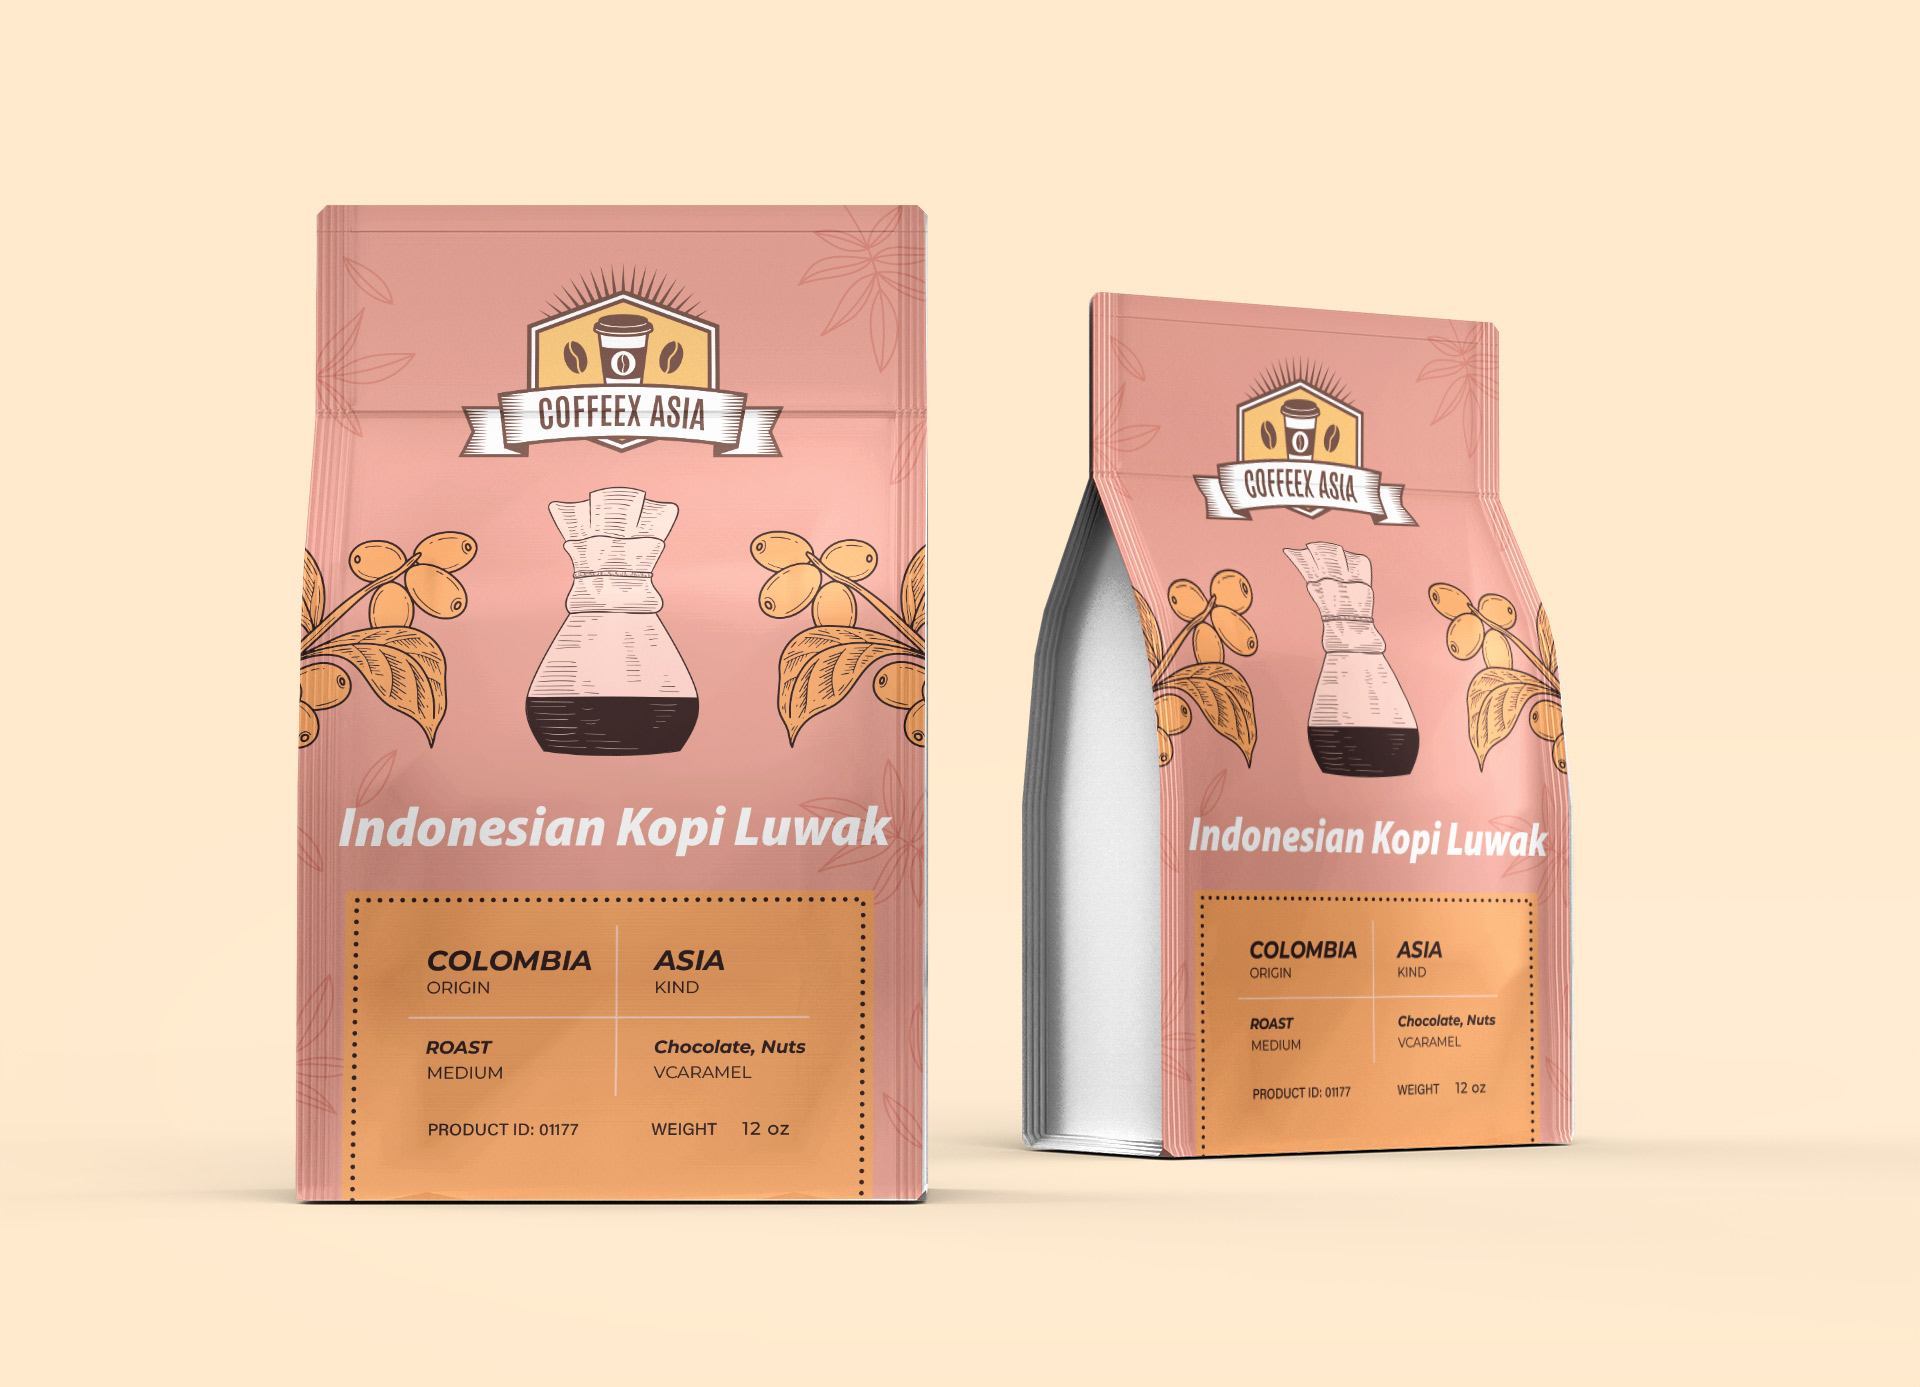 COFFEEX ASIA
Indonesian Kopi Luwak
COLOMBIA
ORIGIN
ASIA
KIND
ROAST
MEDIUM
Chocolate, Nuts
VCARAMEL
PRODUCT ID: 01177
WEIGHT 12 oz
COFFEEX ASIA
Indonesian Kopi Luwak
COLOMBIA
ORIGIN
ASIA
KIND
ROAST
MEDIUM
Chocolate, Nuts
VCARAMEL
PRODUCT ID: 01177
WEIGHT 12 oz